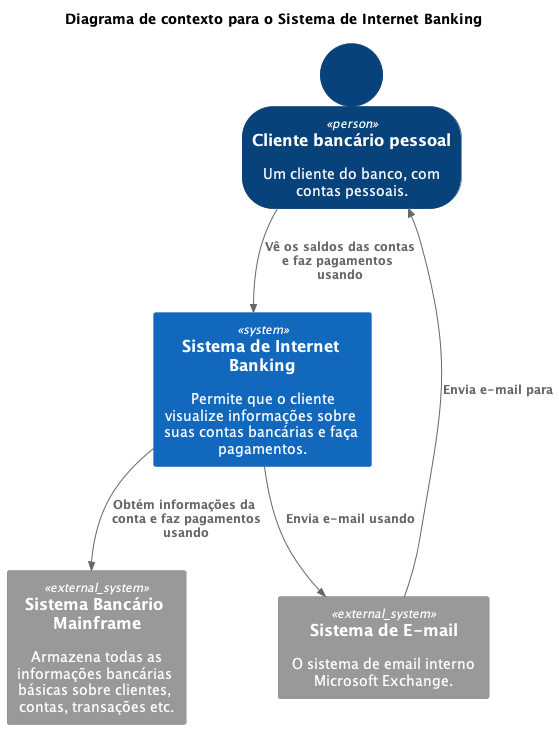 Diagrama de contexto para o Sistema de Internet Banking
«person»
Cliente bancário pessoal
Um cliente do banco, com
contas pessoais.
Vê os saldos das contas
e faz pagamentos
usando
«system»
Sistema de Internet
Banking
Permite que o cliente
visualize informações sobre
suas contas bancárias e faça
pagamentos.
Envia e-mail para
Obtém informações da
conta e faz pagamentos
usando
Envia e-mail usando
«external_system»
Sistema Bancário
Mainframe
Armazena todas as
informações bancárias
básicas sobre clientes,
contas, transações etc.
«external_system»
Sistema de E-mail
O sistema de email interno
Microsoft Exchange.